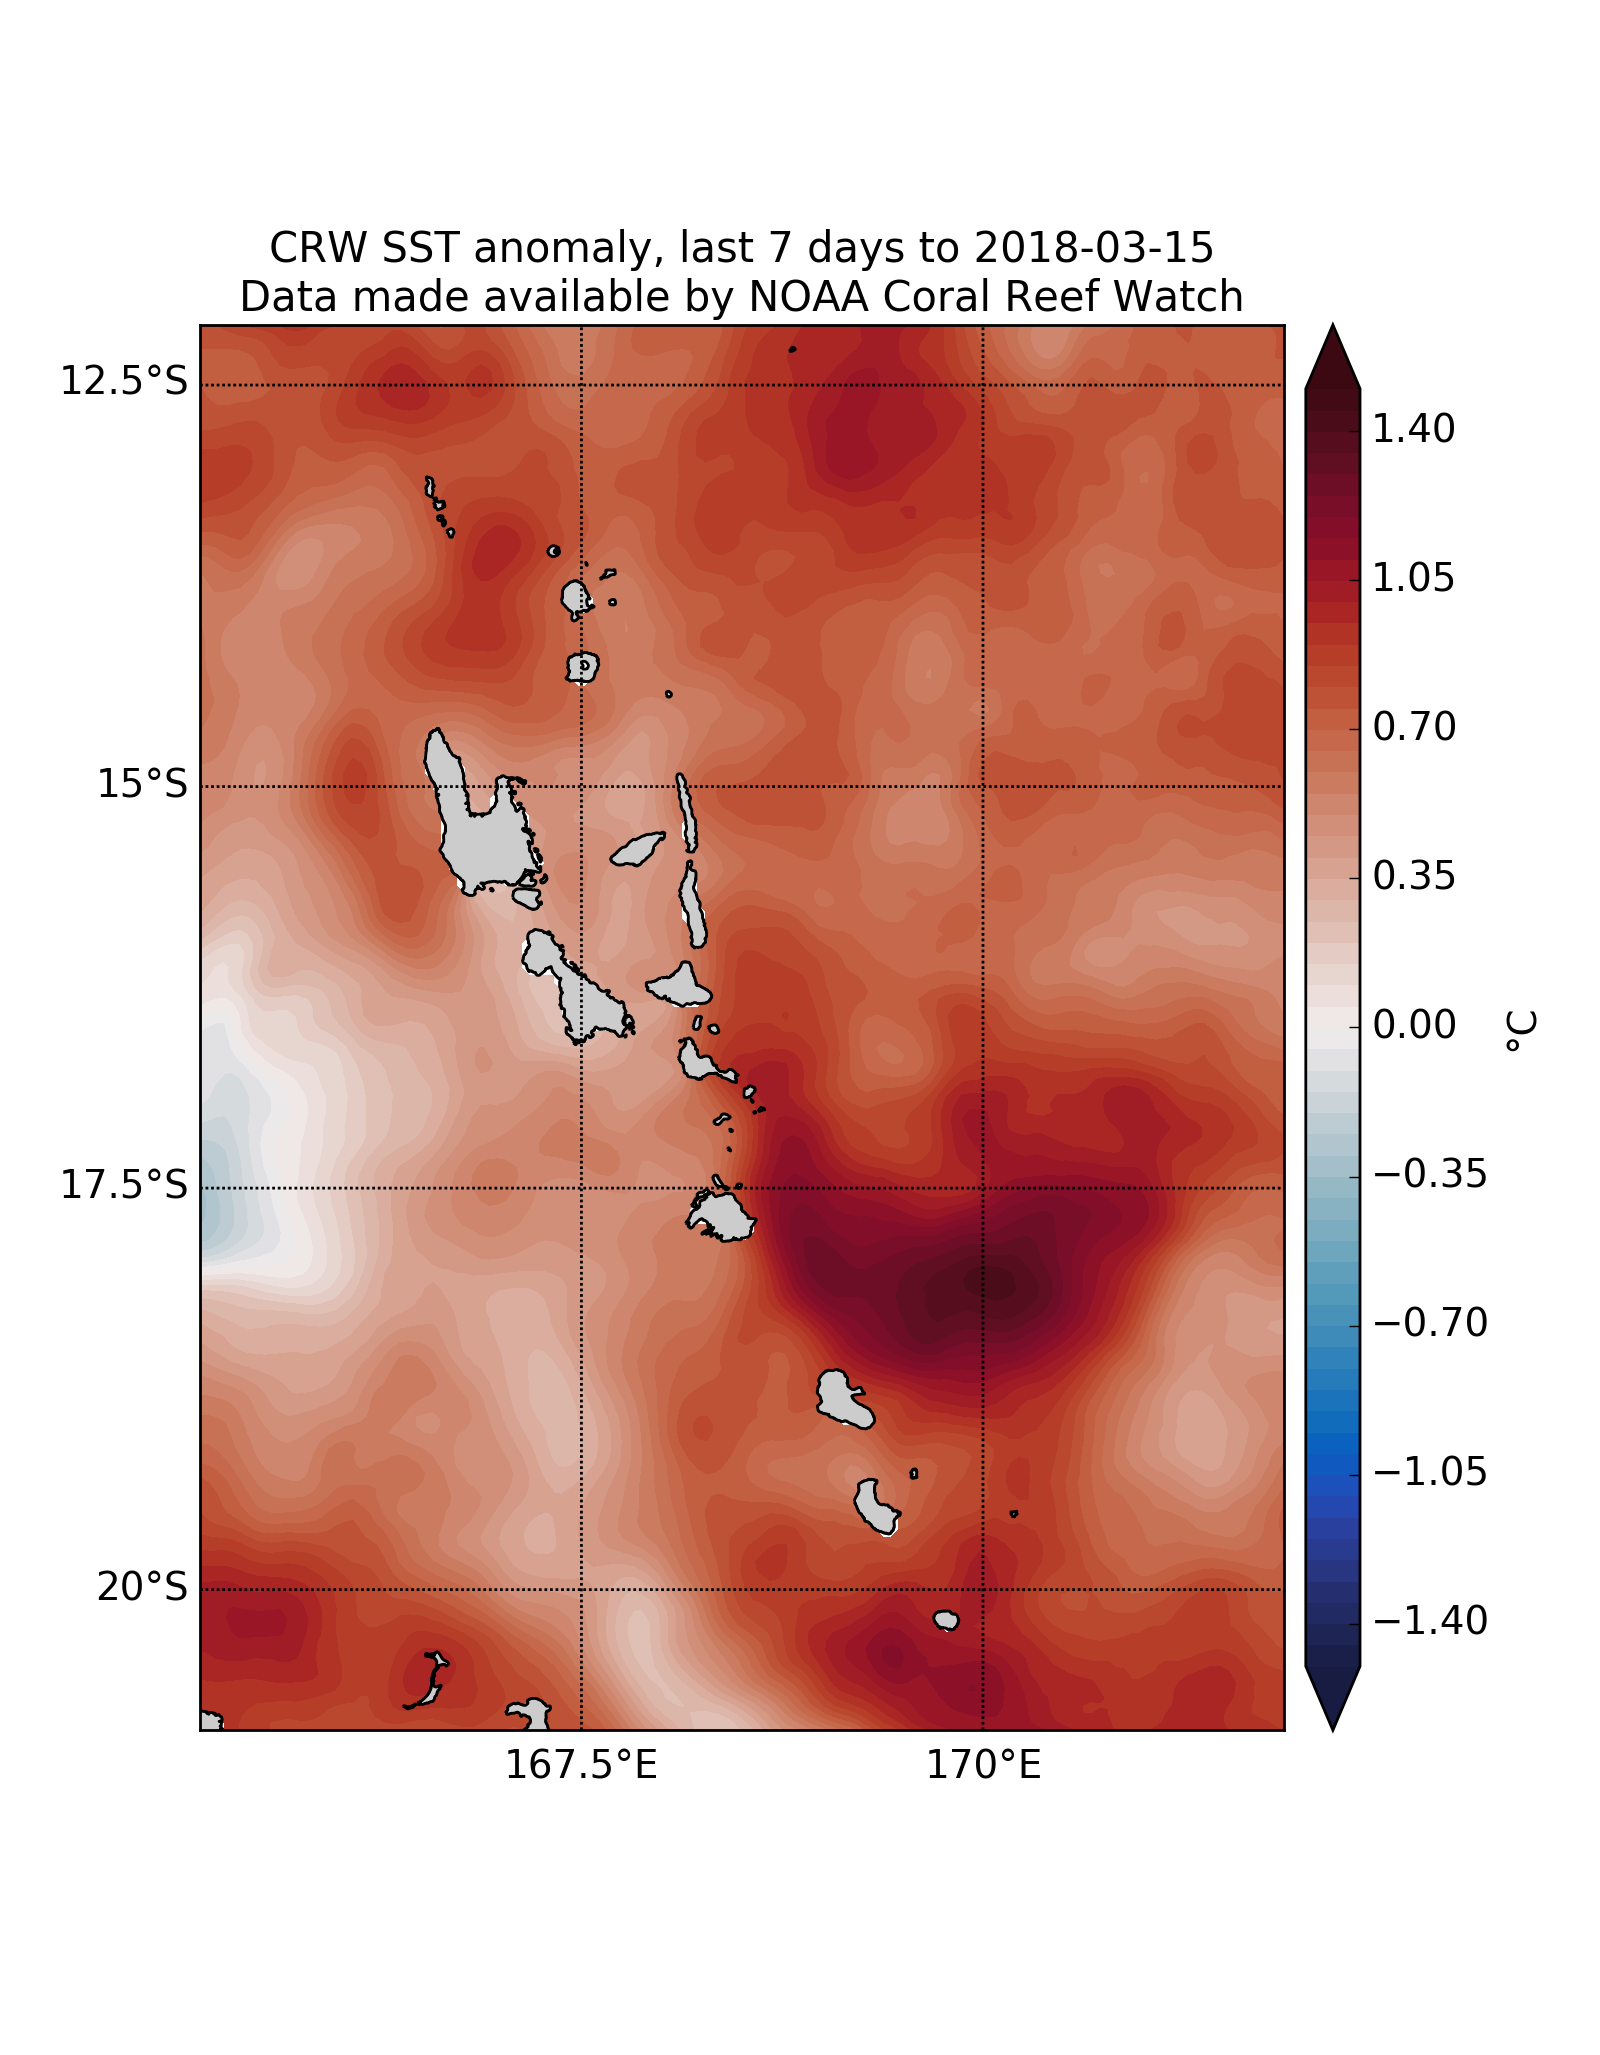 CRW SST anomaly, last 7 days to 2018-03-15
Data made available by NOAA Coral Reef Watch
12.5°S
15°S
17.5°S
20°S
167.5°E
170°E
1.40
1.05
0.70
0.35
0.00
−0.35
−0.70
−1.05
−1.40
°C